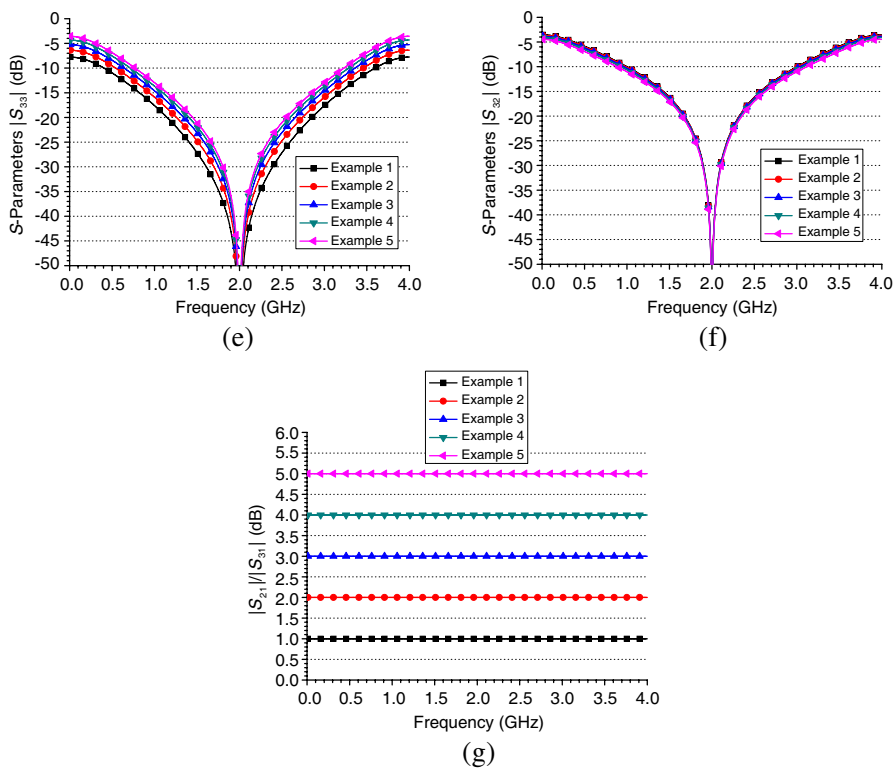 S-Parameters |S33| (dB)
0
-5
-10
-15
-20
-25
-30
-35
-40
-45
-50
Example 1
Example 2
Example 3
Example 4
Example 5
0.0 0.5 1.0 1.5 2.0 2.5 3.0 3.5 4.0
Frequency (GHz)
(e)
S-Parameters |S32| (dB)
0
-5
-10
-15
-20
-25
-30
-35
-40
-45
-50
Example 1
Example 2
Example 3
Example 4
Example 5
0.0 0.5 1.0 1.5 2.0 2.5 3.0 3.5 4.0
Frequency (GHz)
(f)
Example 1
Example 2
Example 3
Example 4
Example 5
|S21|/|S31| (dB)
6.0
5.5
5.0
4.5
4.0
3.5
3.0
2.5
2.0
1.5
1.0
0.5
0.0
0.0 0.5 1.0 1.5 2.0 2.5 3.0 3.5 4.0
Frequency (GHz)
(g)